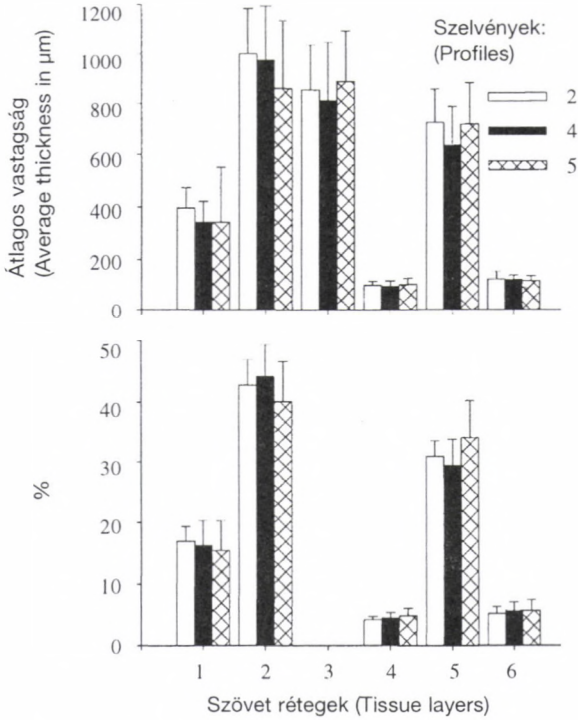 Átlagos vastagság
(Average thickness in µm)
1200
1000
800
600
400
200
0
Szelvények:
(Profiles)
2
4
5
%
50
40
30
20
10
0
1 2 3 4 5 6
Szövet rétegek (Tissue layers)